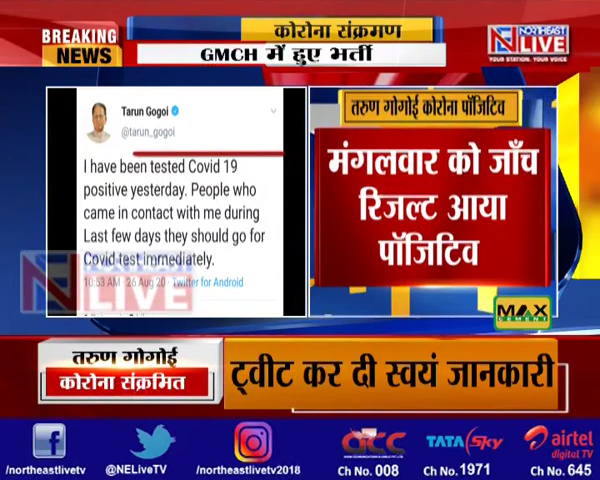 BREAKING
NEWS
कोरोना संक्रमण
GMCH में हुए भर्ती
NORTHEAST
LIVE
YOUR STATION. YOUR VOICE
Tarun Gogoi
@tarun_gogoi
I have been tested Covid 19
positive yesterday. People who
came in contact with me during
Last few days they should go for
Covid test immediately.
10:53 AM · 26 Aug 20 · Twitter for Android
LIVE
तरुण गोगोई कोरोना पॉजिटिव
मंगलवार को जाँच
रिजल्ट आया
पॉजिटिव
MAX
CEMENT
तरुण गोगोई
कोरोना संक्रमित
ट्वीट कर दी स्वयं जानकारी
/northeastlivetv
@NELiveTV
/northeastlivetv2018
ACC
Ch No. 008
TATA Sky
Ch No. 1971
airtel
digital TV
Ch No. 645